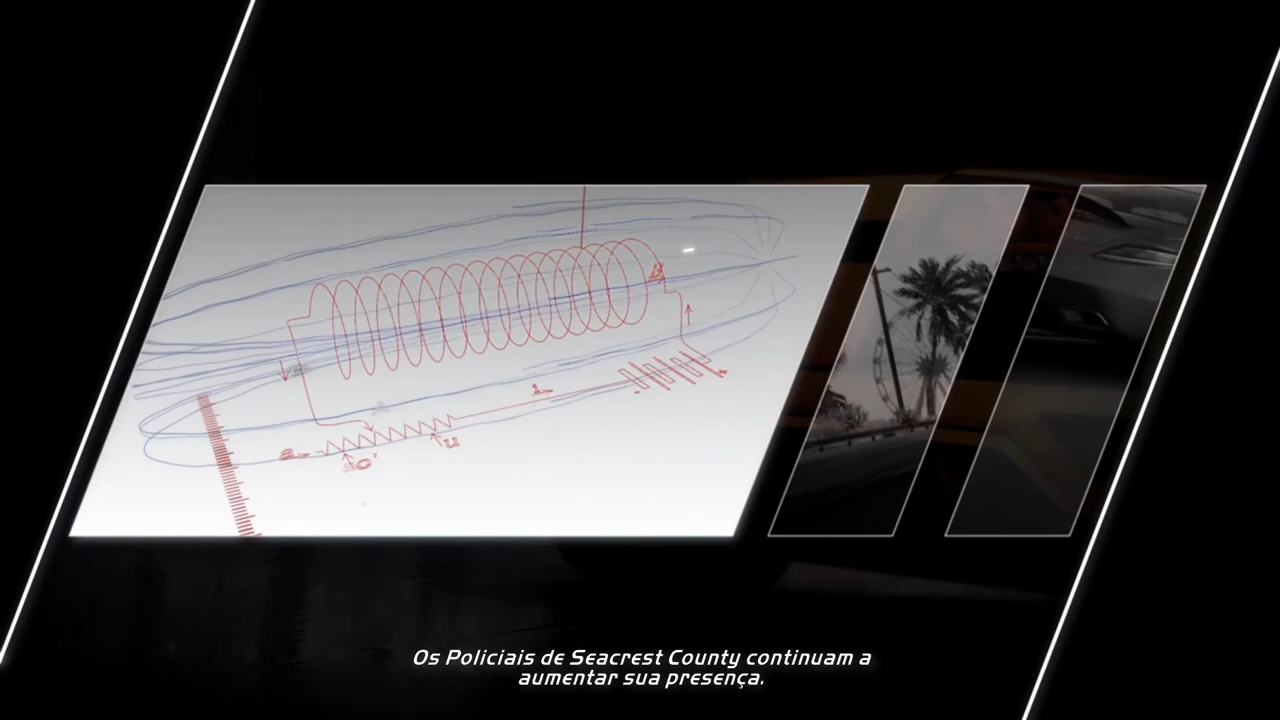 Os Policiais de Seacrest County continuam a
aumentar sua presença.